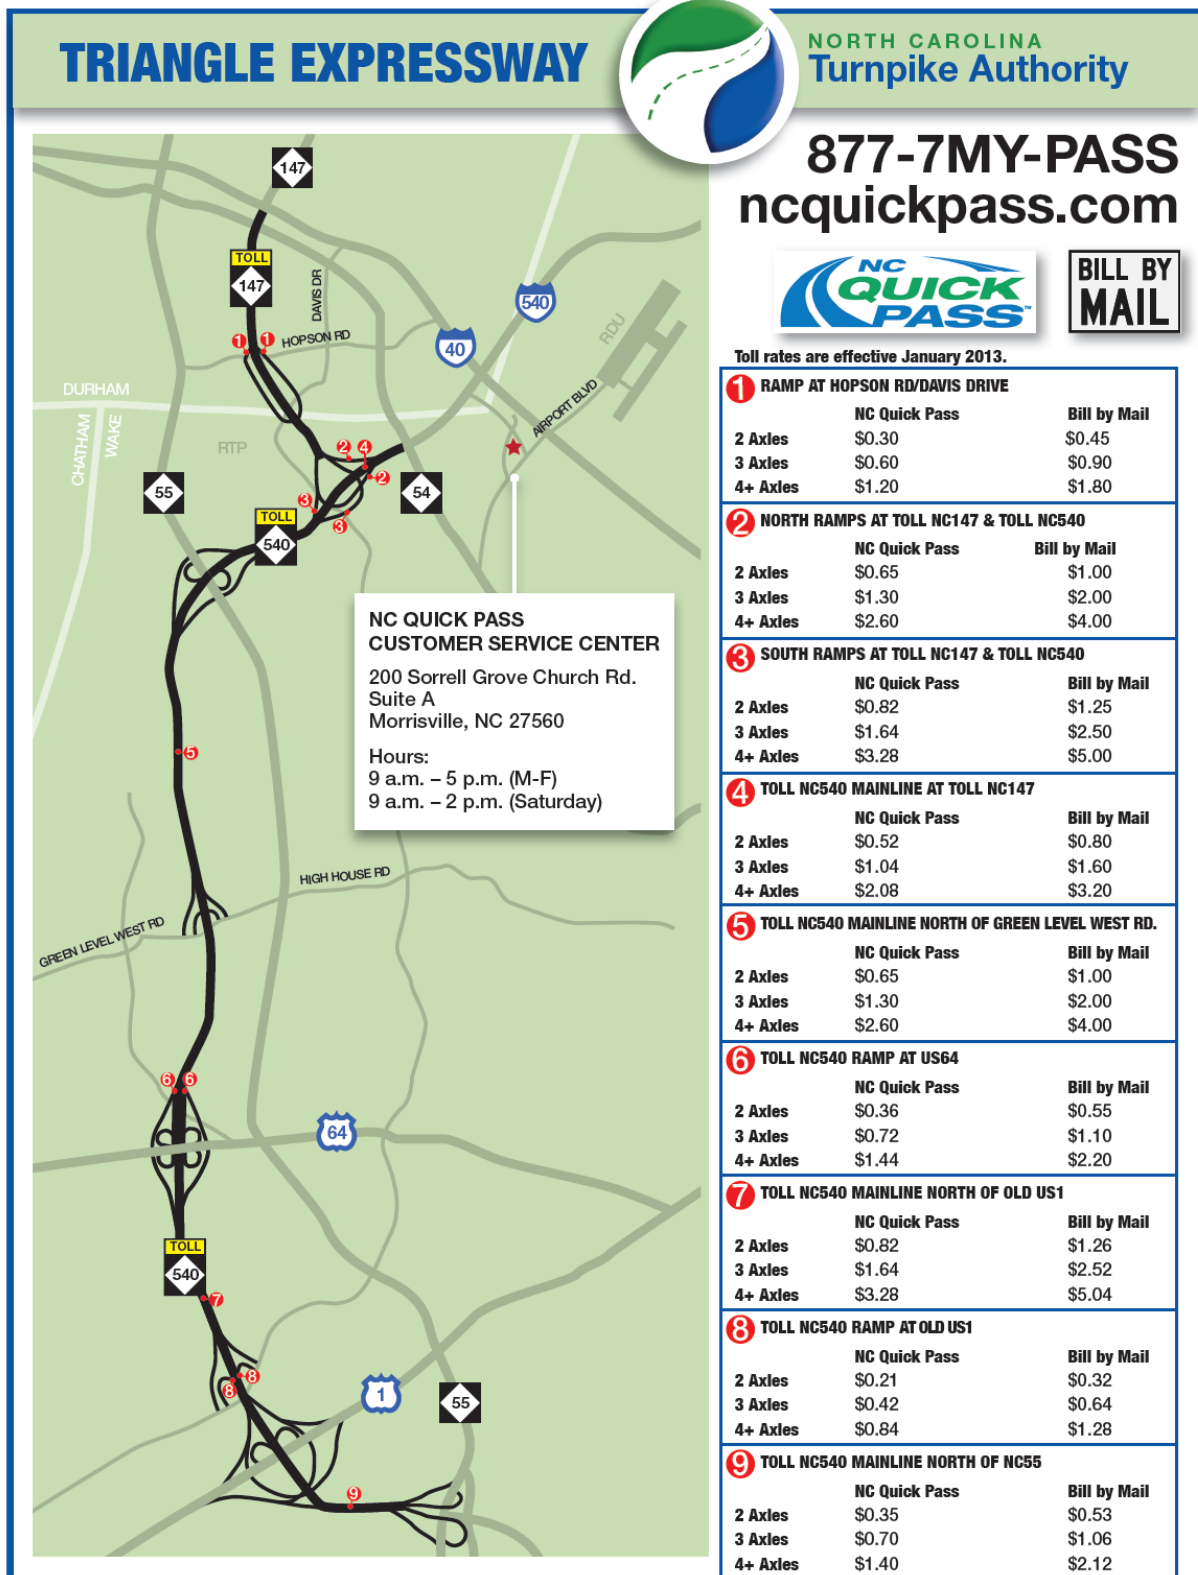 TRIANGLE EXPRESSWAY
NORTH CAROLINA
Turnpike Authority
877-7MY-PASS
ncquickpass.com
NC
QUICK
PASS™
BILL BY
MAIL
147
TOLL
147
DAVIS DR
1 1
HOPSON RD
540
40
RDU
AIRPORT BLVD
DURHAM
CHATHAM
WAKE
RTP
2 4
2
55
54
3
3
TOLL
540
NC QUICK PASS
CUSTOMER SERVICE CENTER
200 Sorrell Grove Church Rd.
Suite A
Morrisville, NC 27560
Hours:
9 a.m. – 5 p.m. (M-F)
9 a.m. – 2 p.m. (Saturday)
5
HIGH HOUSE RD
GREEN LEVEL WEST RD
6 6
64
TOLL
540
7
8
8
1
55
9
Toll rates are effective January 2013.
1 RAMP AT HOPSON RD/DAVIS DRIVE
NC Quick Pass Bill by Mail
2 Axles $0.30 $0.45
3 Axles $0.60 $0.90
4+ Axles $1.20 $1.80
2 NORTH RAMPS AT TOLL NC147 & TOLL NC540
NC Quick Pass Bill by Mail
2 Axles $0.65 $1.00
3 Axles $1.30 $2.00
4+ Axles $2.60 $4.00
3 SOUTH RAMPS AT TOLL NC147 & TOLL NC540
NC Quick Pass Bill by Mail
2 Axles $0.82 $1.25
3 Axles $1.64 $2.50
4+ Axles $3.28 $5.00
4 TOLL NC540 MAINLINE AT TOLL NC147
NC Quick Pass Bill by Mail
2 Axles $0.52 $0.80
3 Axles $1.04 $1.60
4+ Axles $2.08 $3.20
5 TOLL NC540 MAINLINE NORTH OF GREEN LEVEL WEST RD.
NC Quick Pass Bill by Mail
2 Axles $0.65 $1.00
3 Axles $1.30 $2.00
4+ Axles $2.60 $4.00
6 TOLL NC540 RAMP AT US64
NC Quick Pass Bill by Mail
2 Axles $0.36 $0.55
3 Axles $0.72 $1.10
4+ Axles $1.44 $2.20
7 TOLL NC540 MAINLINE NORTH OF OLD US1
NC Quick Pass Bill by Mail
2 Axles $0.82 $1.26
3 Axles $1.64 $2.52
4+ Axles $3.28 $5.04
8 TOLL NC540 RAMP AT OLD US1
NC Quick Pass Bill by Mail
2 Axles $0.21 $0.32
3 Axles $0.42 $0.64
4+ Axles $0.84 $1.28
9 TOLL NC540 MAINLINE NORTH OF NC55
NC Quick Pass Bill by Mail
2 Axles $0.35 $0.53
3 Axles $0.70 $1.06
4+ Axles $1.40 $2.12